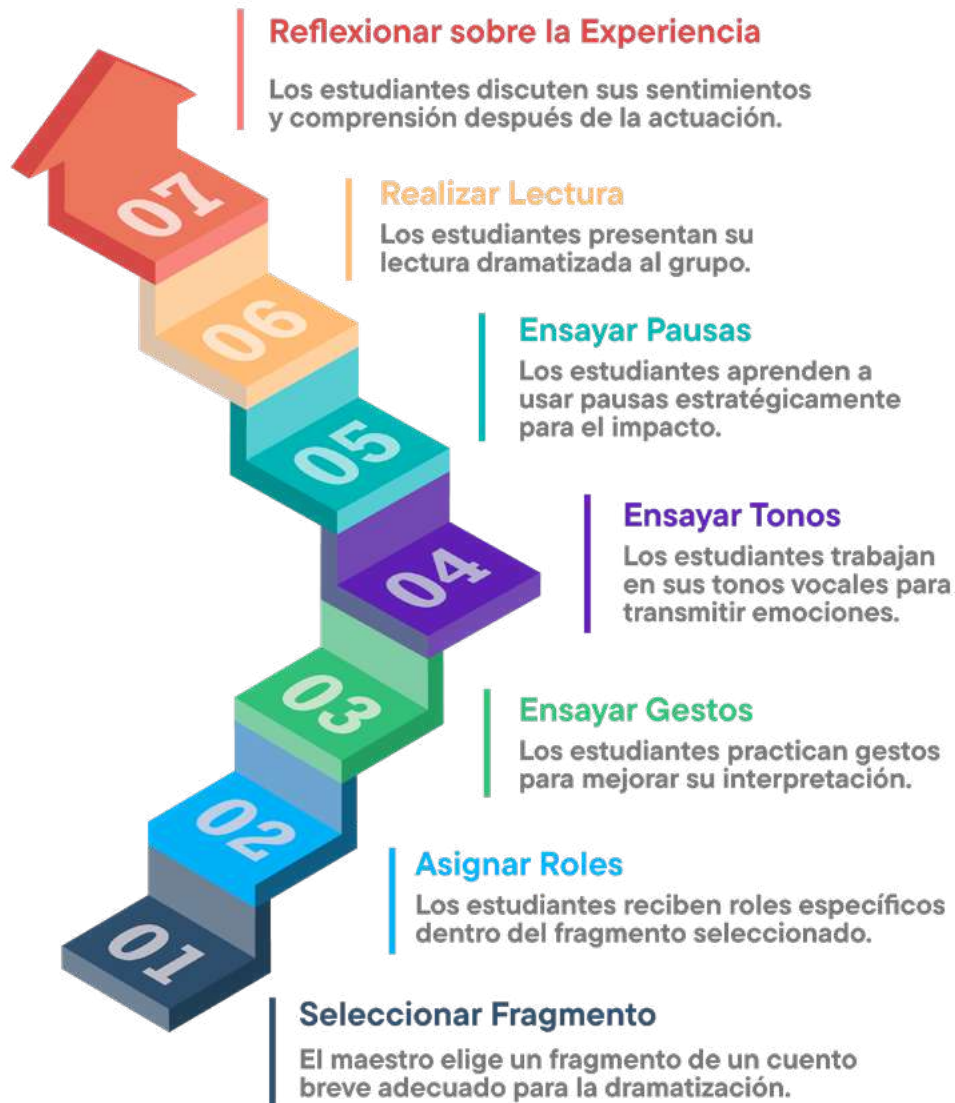 Reflexionar sobre la Experiencia
Los estudiantes discuten sus sentimientos
y comprensión después de la actuación.
07
Realizar Lectura
Los estudiantes presentan su
lectura dramatizada al grupo.
06
Ensayar Pausas
Los estudiantes aprenden a
usar pausas estratégicamente
para el impacto.
05
Ensayar Tonos
Los estudiantes trabajan
en sus tonos vocales para
transmitir emociones.
04
Ensayar Gestos
Los estudiantes practican gestos
para mejorar su interpretación.
03
Asignar Roles
Los estudiantes reciben roles específicos
dentro del fragmento seleccionado.
02
01
Seleccionar Fragmento
El maestro elige un fragmento de un cuento
breve adecuado para la dramatización.